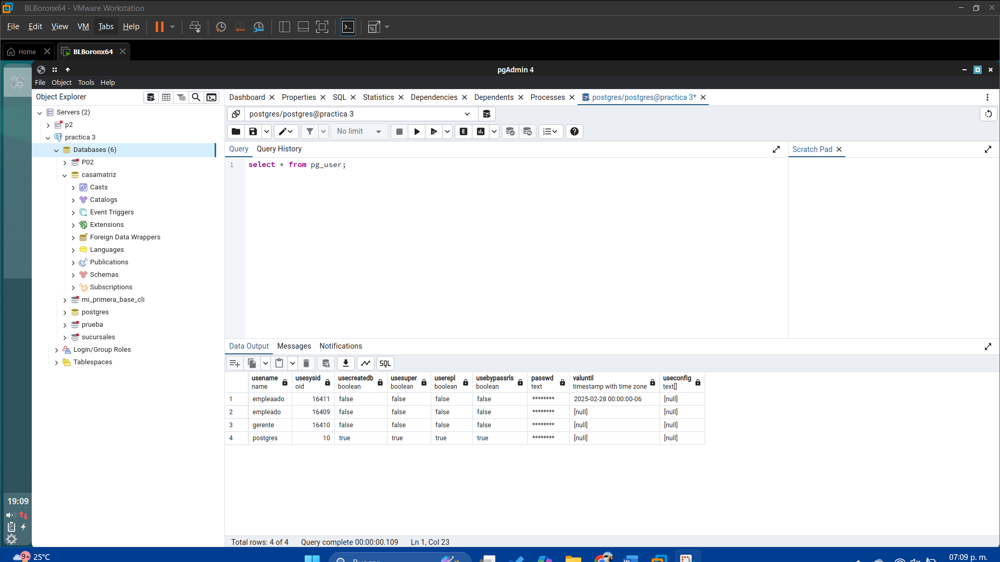 BLBoronx64 - VMware Workstation
File Edit View VM Tabs Help
Home BLBoronx64
pgAdmin 4
File Object Tools Help
Object Explorer
Dashboard Properties SQL Statistics Dependencies Dependents Processes postgres/postgres@practica 3*
Servers (2)
p2
practica 3
Databases (6)
P02
casamatriz
Casts
Catalogs
Event Triggers
Extensions
Foreign Data Wrappers
Languages
Publications
Schemas
Subscriptions
mi_primera_base_cli
postgres
prueba
sucursales
Login/Group Roles
Tablespaces
postgres/postgres@practica 3
No limit
E
Query Query History
Scratch Pad
1 select * from pg_user;
Data Output Messages Notifications
SQL
usename usesysid usecreatedb usesuper userepl usebypassrls passwd valuntil useconfig
name oid boolean boolean boolean boolean text timestamp with time zone text[]
1 empleaado 16411 false false false false ******** 2025-02-28 00:00:00-06 [null]
2 empleado 16409 false false false false ******** [null] [null]
3 gerente 16410 false false false false ******** [null] [null]
4 postgres 10 true true true true ******** [null] [null]
Total rows: 4 of 4 Query complete 00:00:00.109 Ln 1, Col 23
19:09
9+ 25°C
07:09 p. m.